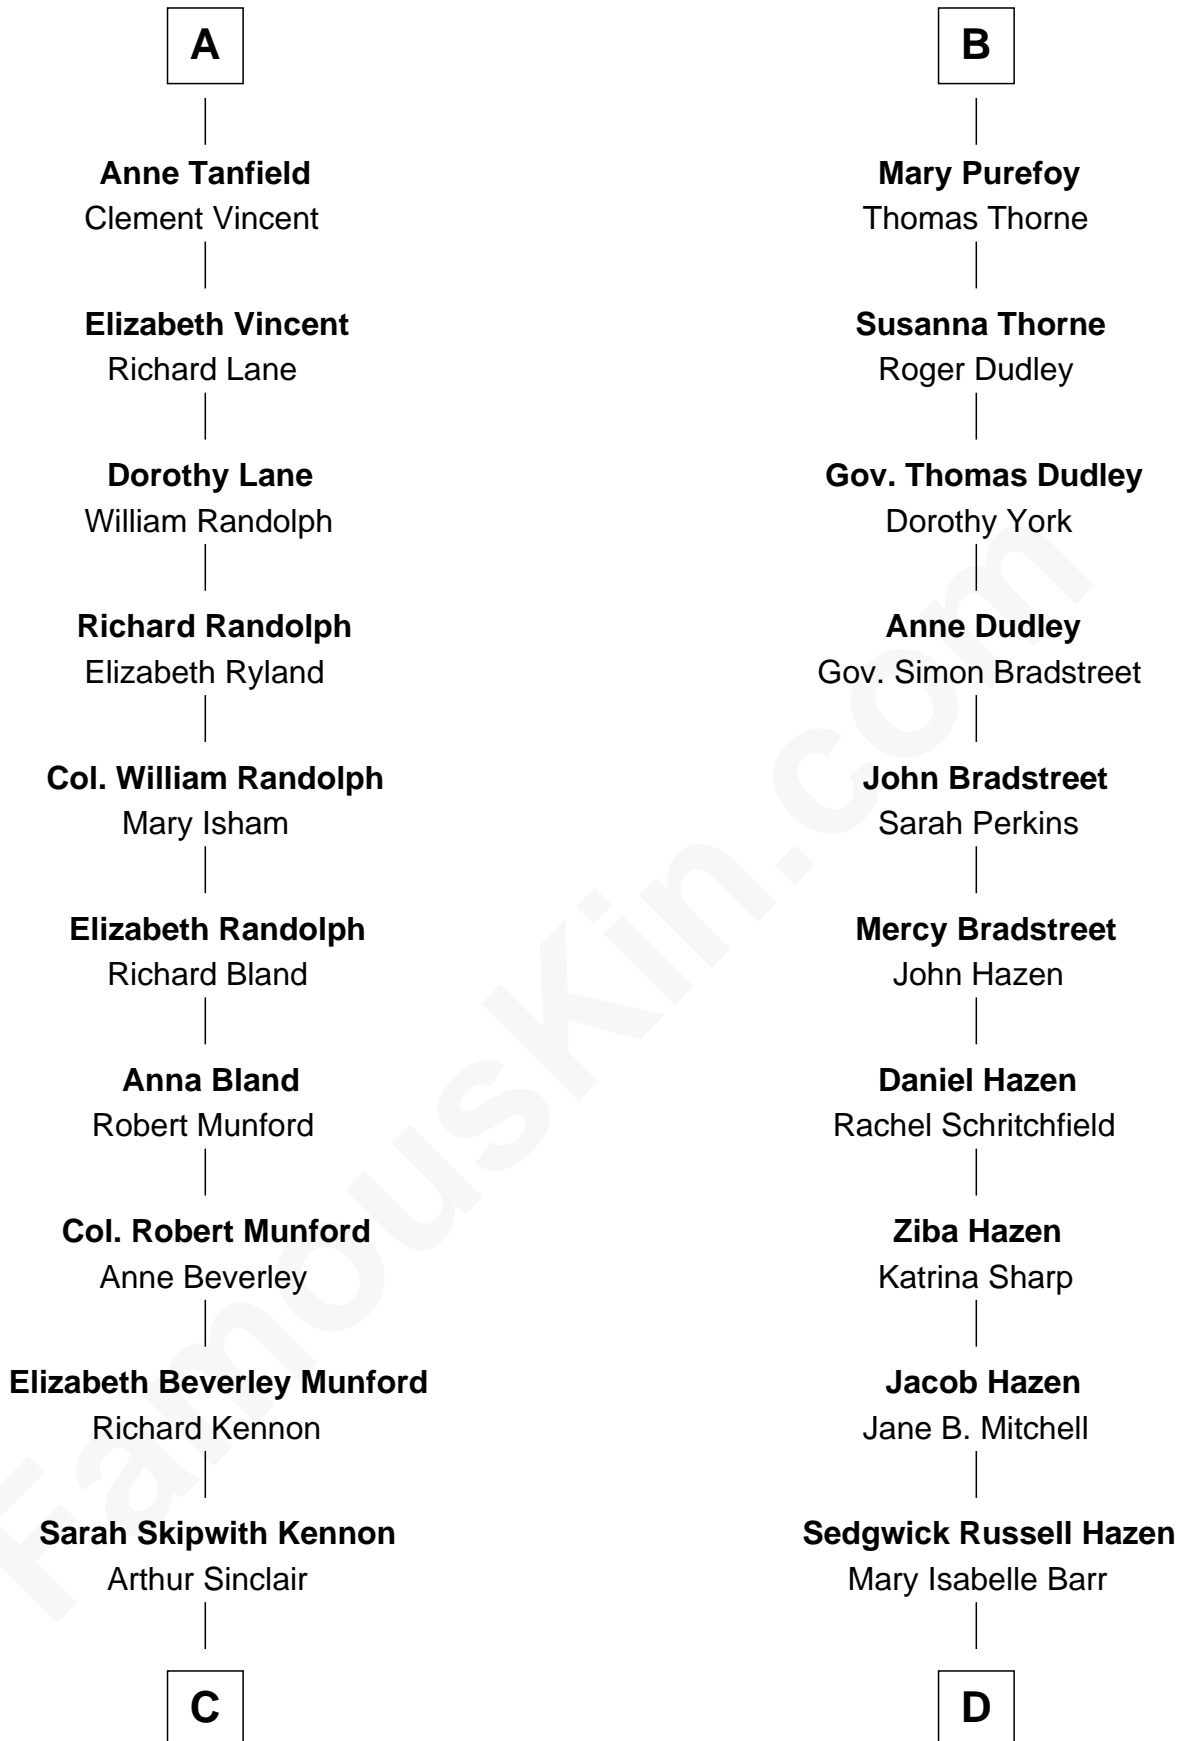 A
Anne Tanfield
Clement Vincent
Elizabeth Vincent
Richard Lane
Dorothy Lane
William Randolph
Richard Randolph
Elizabeth Ryland
Col. William Randolph
Mary Isham
Elizabeth Randolph
Richard Bland
Anna Bland
Robert Munford
Col. Robert Munford
Anne Beverley
Elizabeth Beverley Munford
Richard Kennon
Sarah Skipwith Kennon
Arthur Sinclair
C
B
Mary Purefoy
Thomas Thorne
Susanna Thorne
Roger Dudley
Gov. Thomas Dudley
Dorothy York
Anne Dudley
Gov. Simon Bradstreet
John Bradstreet
Sarah Perkins
Mercy Bradstreet
John Hazen
Daniel Hazen
Rachel Schritchfield
Ziba Hazen
Katrina Sharp
Jacob Hazen
Jane B. Mitchell
Sedgwick Russell Hazen
Mary Isabelle Barr
D
FamousKin.com